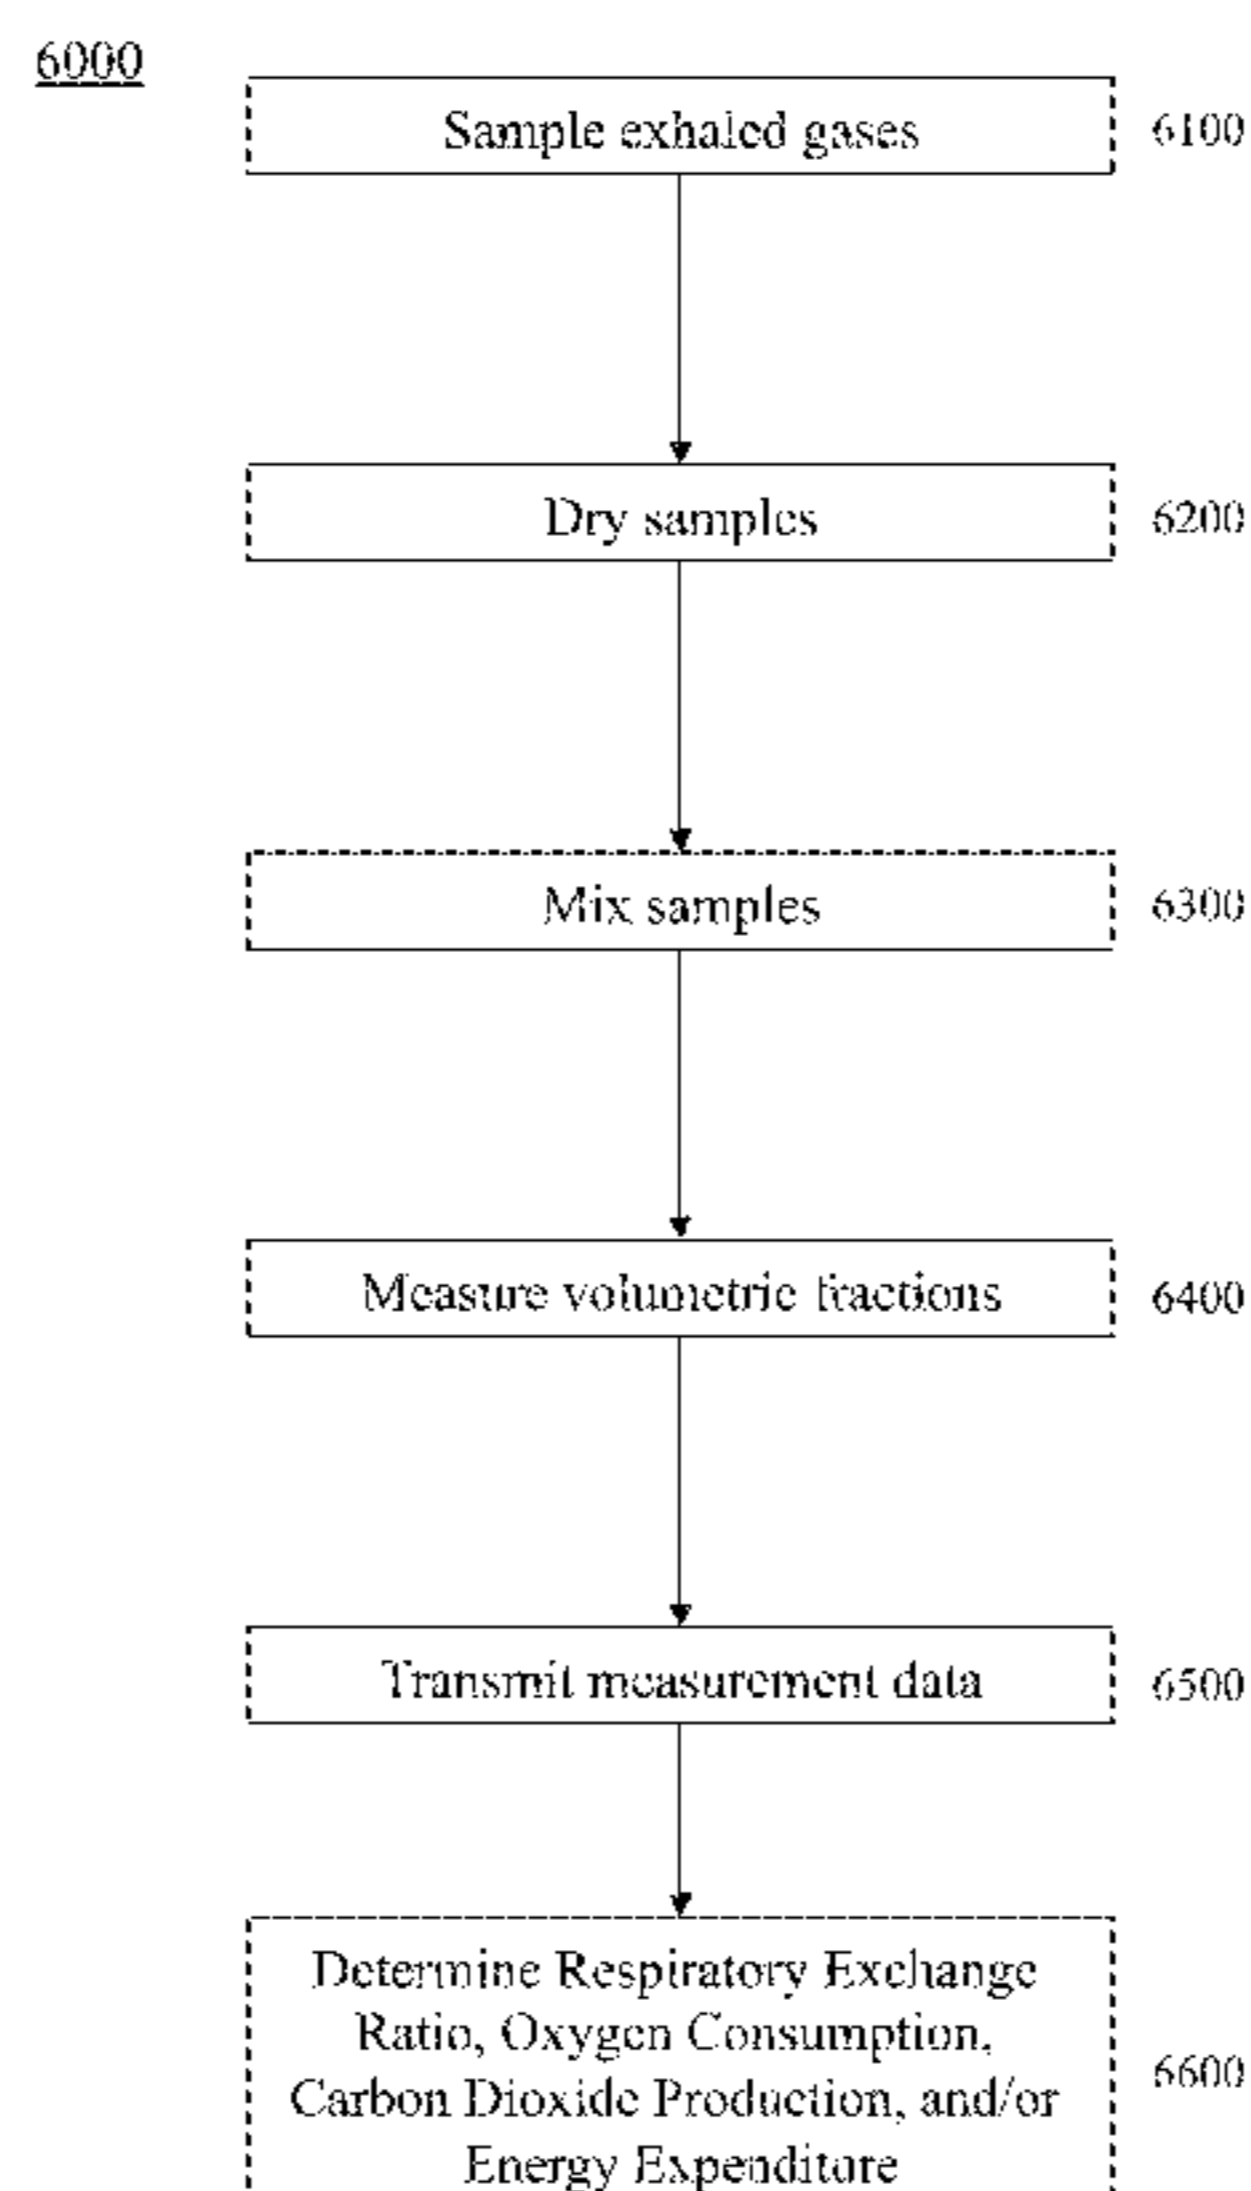 6000
Sample exhaled gases 6100
Dry samples 6200
Mix samples 6300
Measure volumetric fractions 6400
Transmit measurement data 6500
Determine Respiratory Exchange
Ratio, Oxygen Consumption,
Carbon Dioxide Production, and/or
6600
Energy Expenditure